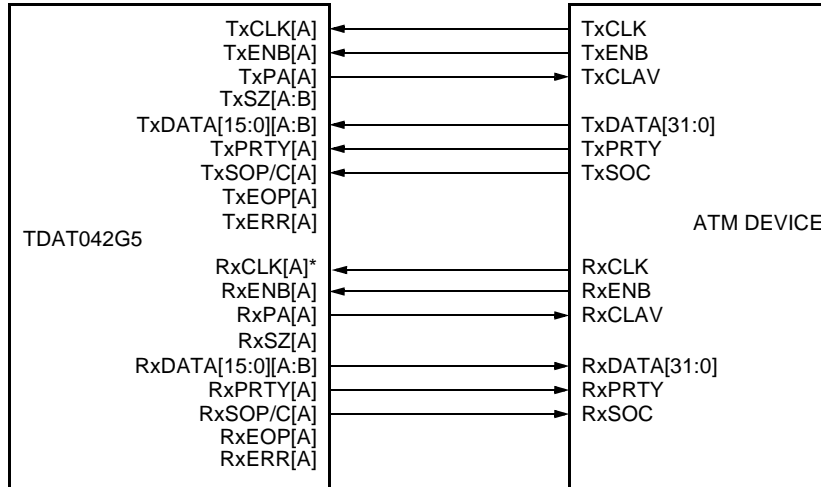 TxCLK[A] TxCLK
TxENB[A] TxENB
TxPA[A] TxCLAV
TxSZ[A:B]
TxDATA[15:0][A:B] TxDATA[31:0]
TxPRTY[A] TxPRTY
TxSOP/C[A] TxSOC
TxEOP[A]
TxERR[A]
TDAT042G5 ATM DEVICE
RxCLK[A]* RxCLK
RxENB[A] RxENB
RxPA[A] RxCLAV
RxSZ[A]
RxDATA[15:0][A:B] RxDATA[31:0]
RxPRTY[A] RxPRTY
RxSOP/C[A] RxSOC
RxEOP[A]
RxERR[A]